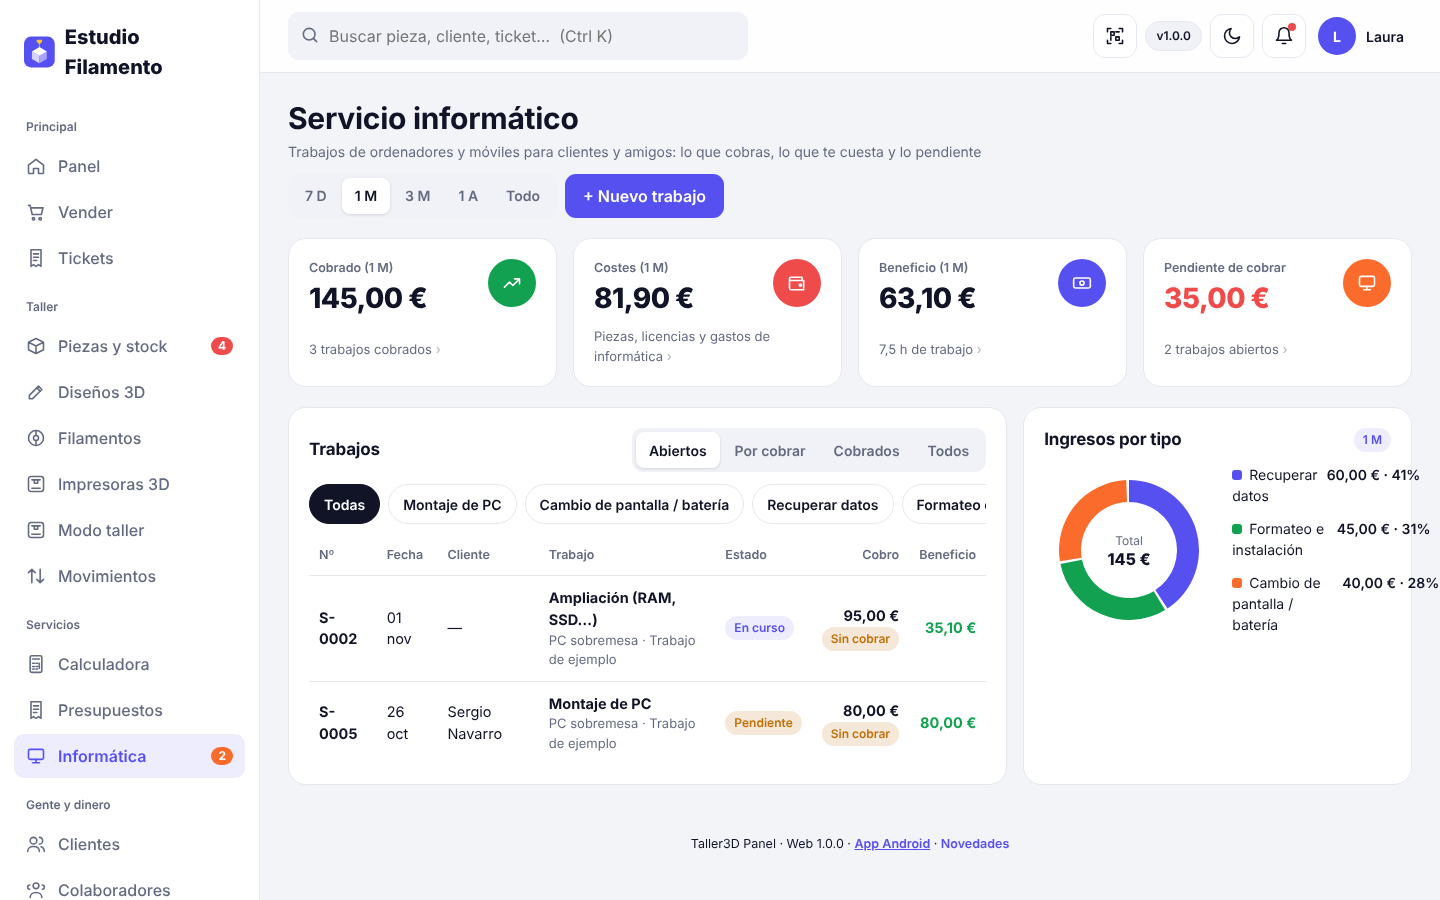 Estudio
Filamento
Buscar pieza, cliente, ticket... (Ctrl K)
v1.0.0
L
Laura
Principal
Panel
Vender
Tickets
Taller
Piezas y stock
4
Diseños 3D
Filamentos
Impresoras 3D
Modo taller
Movimientos
Servicios
Calculadora
Presupuestos
Informática
2
Gente y dinero
Clientes
Colaboradores
Servicio informático
Trabajos de ordenadores y móviles para clientes y amigos: lo que cobras, lo que te cuesta y lo pendiente
7 D
1 M
3 M
1 A
Todo
+ Nuevo trabajo
Cobrado (1 M)
145,00 €
3 trabajos cobrados ›
Costes (1 M)
81,90 €
Piezas, licencias y gastos de
informática ›
Beneficio (1 M)
63,10 €
7,5 h de trabajo ›
Pendiente de cobrar
35,00 €
2 trabajos abiertos ›
Trabajos
Abiertos
Por cobrar
Cobrados
Todos
Todas
Montaje de PC
Cambio de pantalla / batería
Recuperar datos
Formateo
Nº
Fecha
Cliente
Trabajo
Estado
Cobro
Beneficio
S-
0002
01
nov
—
Ampliación (RAM,
SSD...)
PC sobremesa · Trabajo
de ejemplo
En curso
95,00 €
Sin cobrar
35,10 €
S-
0005
26
oct
Sergio
Navarro
Montaje de PC
PC sobremesa · Trabajo
de ejemplo
Pendiente
80,00 €
Sin cobrar
80,00 €
Ingresos por tipo
1 M
Total
145 €
Recuperar 60,00 € · 41%
datos
Formateo e 45,00 € · 31%
instalación
Cambio de 40,00 € · 28%
pantalla /
batería
Taller3D Panel · Web 1.0.0 · App Android · Novedades